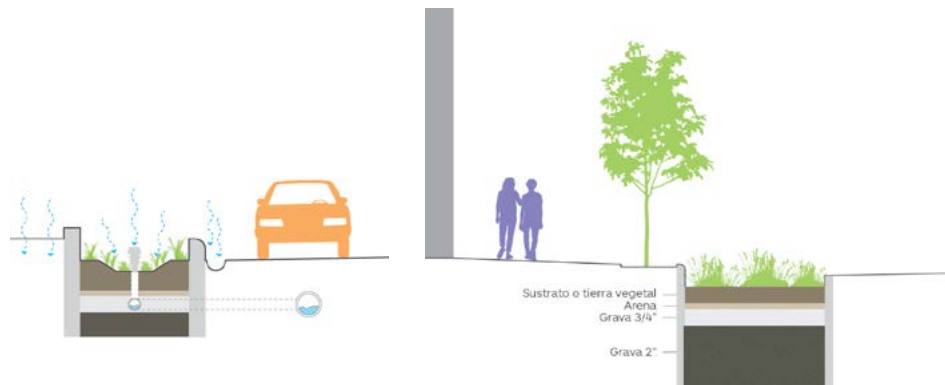 Sustrato o tierra vegetal
Arena
Grava 3/4"
Grava 2"